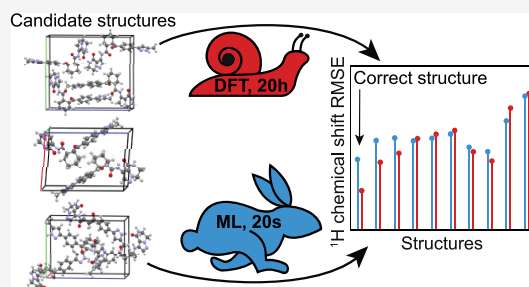 Candidate structures
DFT, 20h
ML, 20s
¹H chemical shift RMSE
Correct structure
Structures